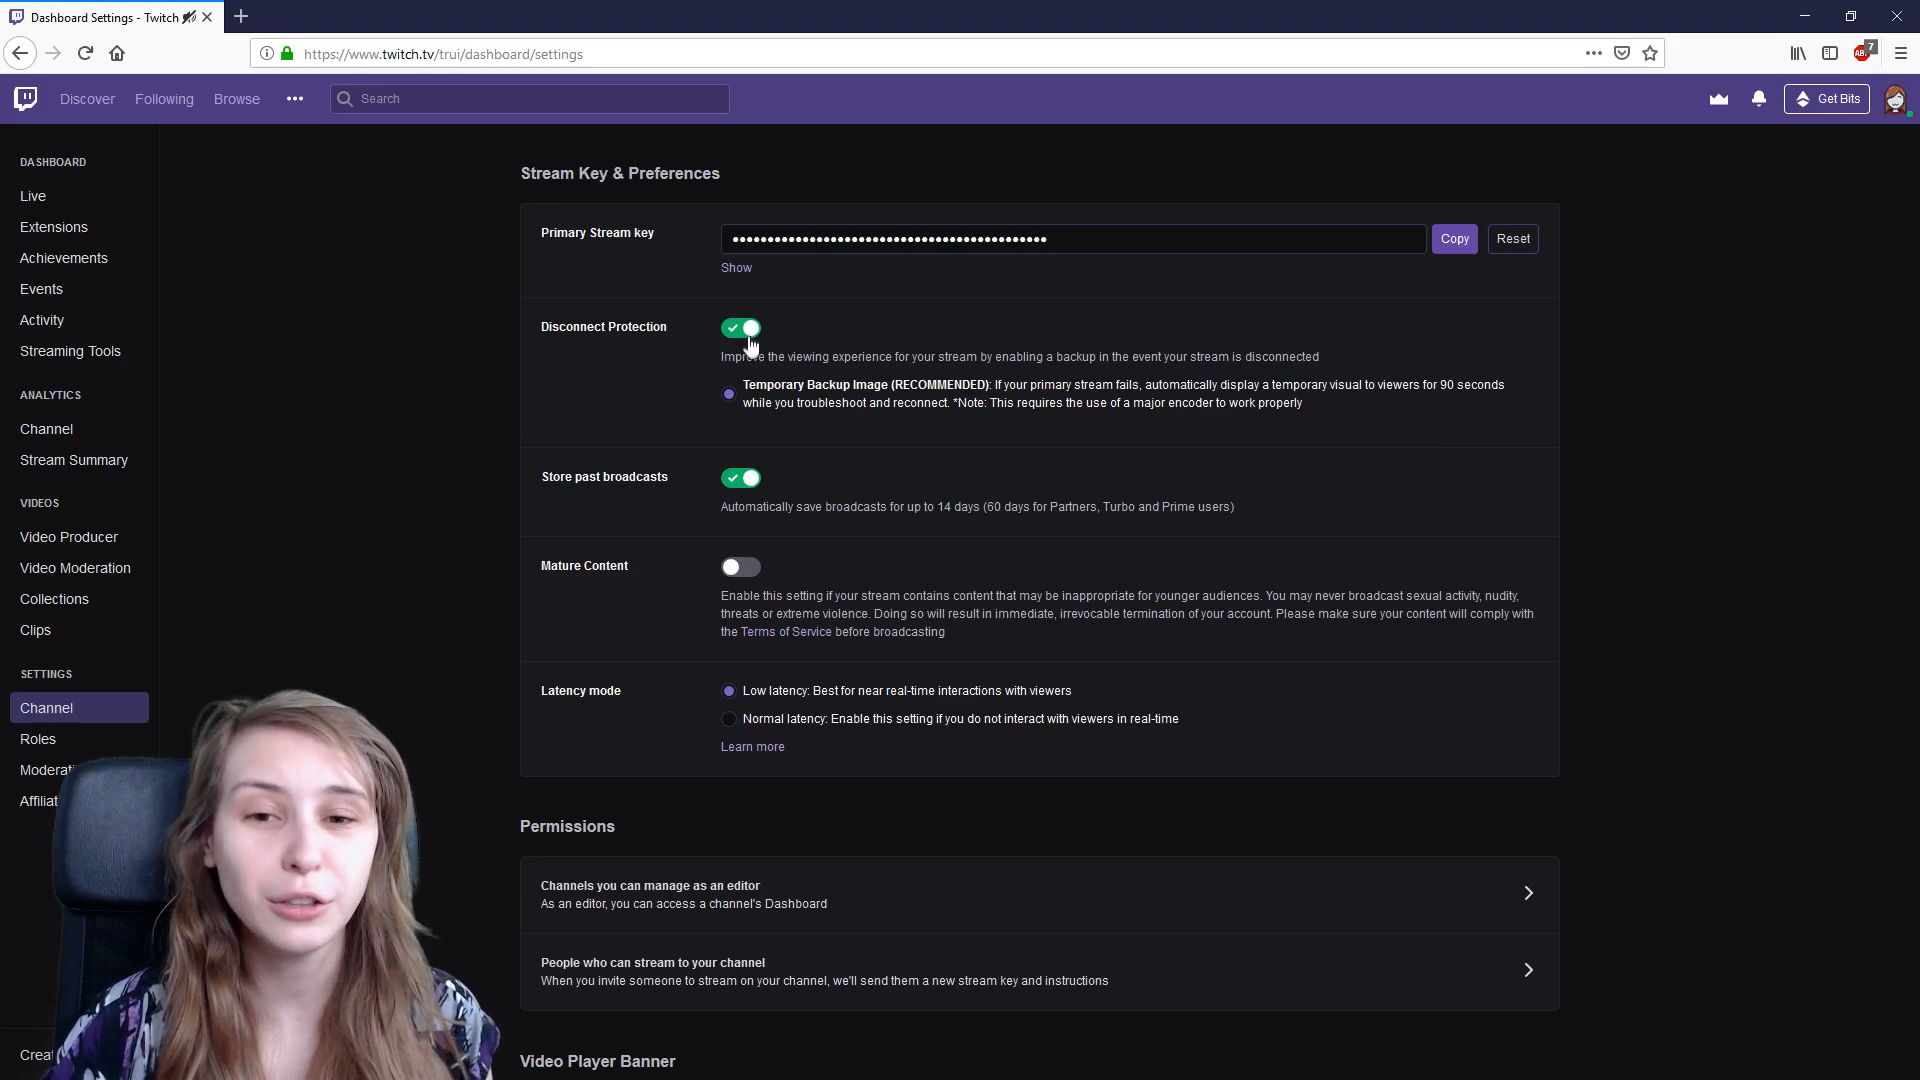 Dashboard Settings - Twitch
https://www.twitch.tv/trui/dashboard/settings
7
Discover
Following
Browse
Search
Get Bits
DASHBOARD
Live
Extensions
Achievements
Events
Activity
Streaming Tools
ANALYTICS
Channel
Stream Summary
VIDEOS
Video Producer
Video Moderation
Collections
Clips
SETTINGS
Channel
Roles
Moderati
Affiliat
Creat
Stream Key & Preferences
Primary Stream key
Copy
Reset
Show
Disconnect Protection
Improve the viewing experience for your stream by enabling a backup in the event your stream is disconnected
Temporary Backup Image (RECOMMENDED): If your primary stream fails, automatically display a temporary visual to viewers for 90 seconds
while you troubleshoot and reconnect. *Note: This requires the use of a major encoder to work properly
Store past broadcasts
Automatically save broadcasts for up to 14 days (60 days for Partners, Turbo and Prime users)
Mature Content
Enable this setting if your stream contains content that may be inappropriate for younger audiences. You may never broadcast sexual activity, nudity,
threats or extreme violence. Doing so will result in immediate, irrevocable termination of your account. Please make sure your content will comply with
the Terms of Service before broadcasting
Latency mode
Low latency: Best for near real-time interactions with viewers
Normal latency: Enable this setting if you do not interact with viewers in real-time
Learn more
Permissions
Channels you can manage as an editor
As an editor, you can access a channel's Dashboard
People who can stream to your channel
When you invite someone to stream on your channel, we'll send them a new stream key and instructions
Video Player Banner